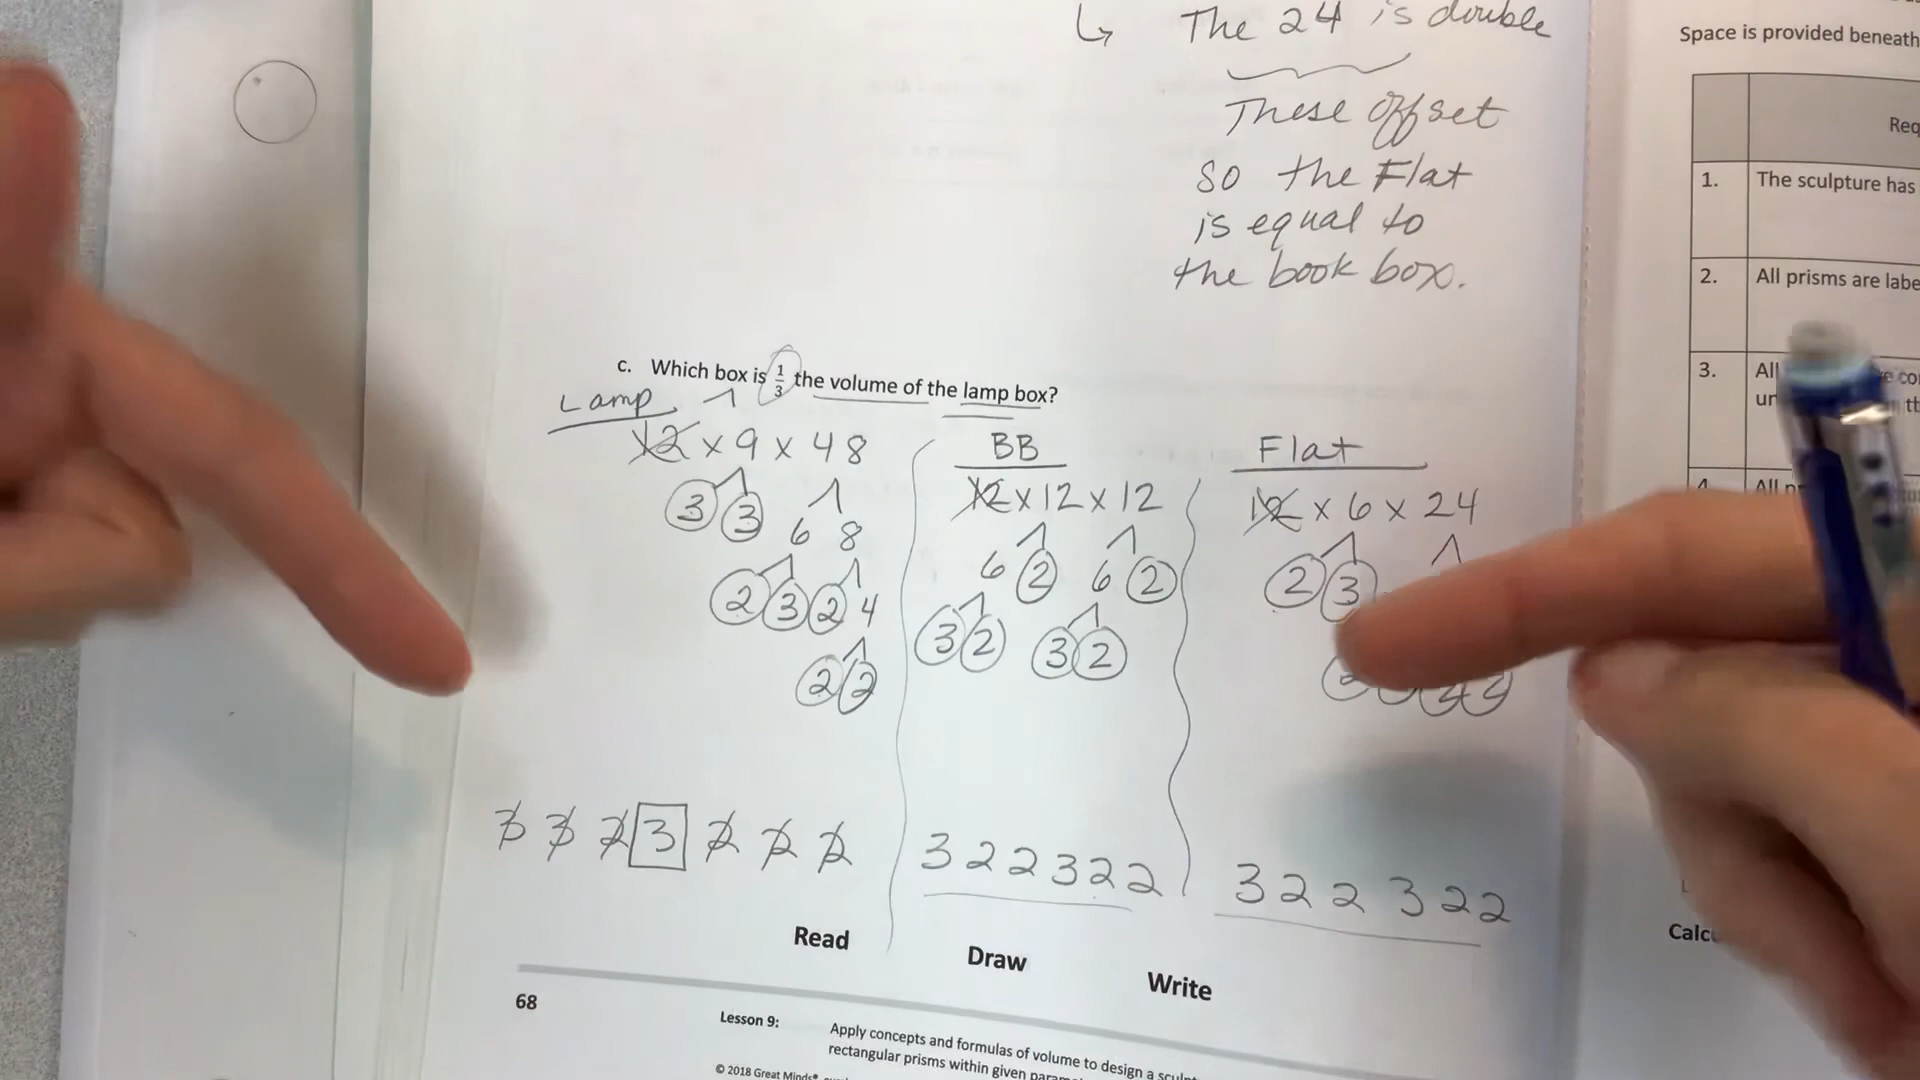 ↳ The 24 is double
These offset
so the Flat
is equal to
the book box.
c. Which box is 1/3 the volume of the lamp box?
Lamp
12 x 9 x 48
3 3 6 8
2 3 2 4
2 2
3 3 2 3 2 2 2
BB
12 x 12 x 12
6 2 6 2
3 2 3 2
3 2 2 3 2 2
Flat
12 x 6 x 24
2 3
3 2 2 3 2 2
Read
Draw
Write
68
Lesson 9: Apply concepts and formulas of volume to design a
rectangular prisms within given
© 2018 Great Minds®
Space is provided beneath
1. The sculpture has
2. All prisms are
3. All
4. All